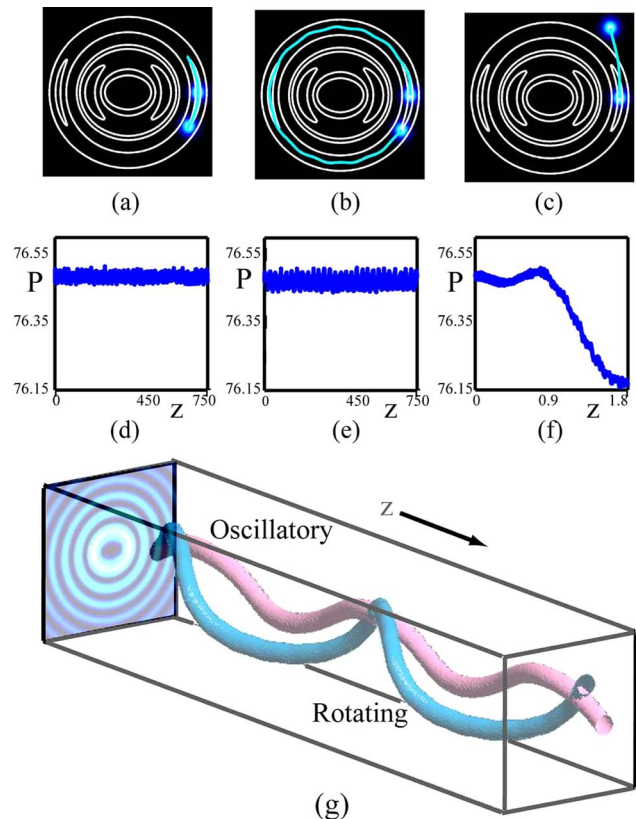 (a) (b) (c)
76.55 76.55 76.55
P P P
76.35 76.35 76.35
76.15 76.15 76.15
0 450 z 750 0 450 z 750 0 0.9 z 1.8
(d) (e) (f)
z
Oscillatory
Rotating
(g)